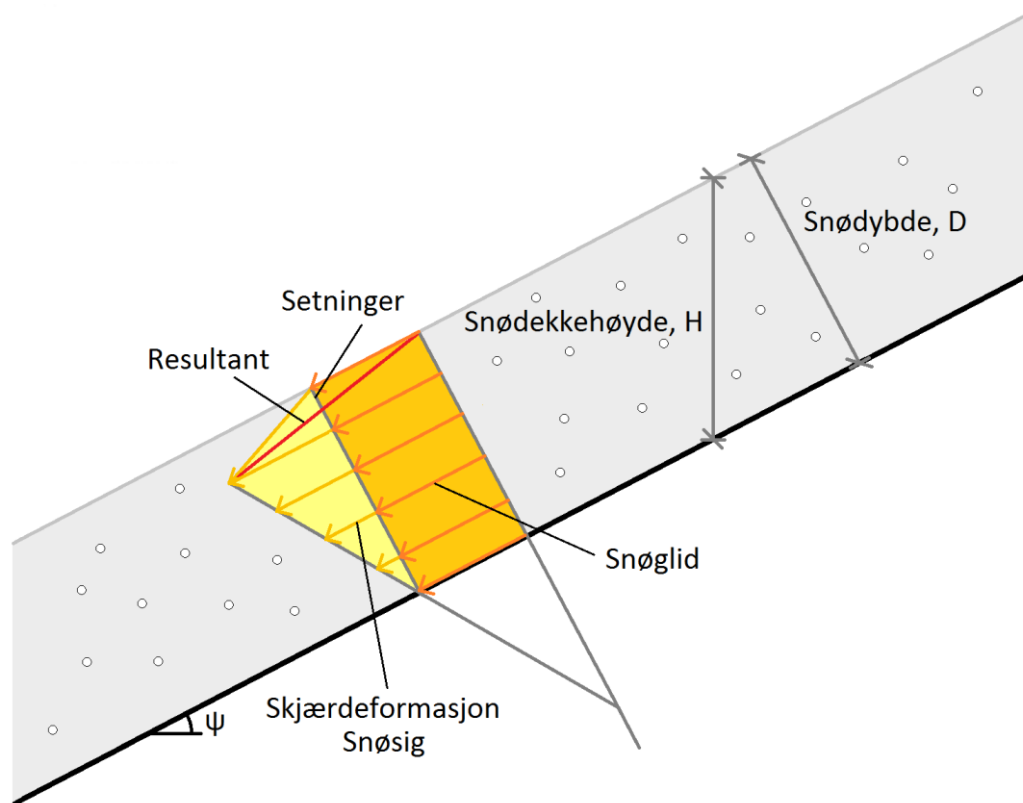 Snødybde, D
Setninger
Snødekkehøyde, H
Resultant
Snøglid
Skjærdeformasjon
Snøsig
ψ